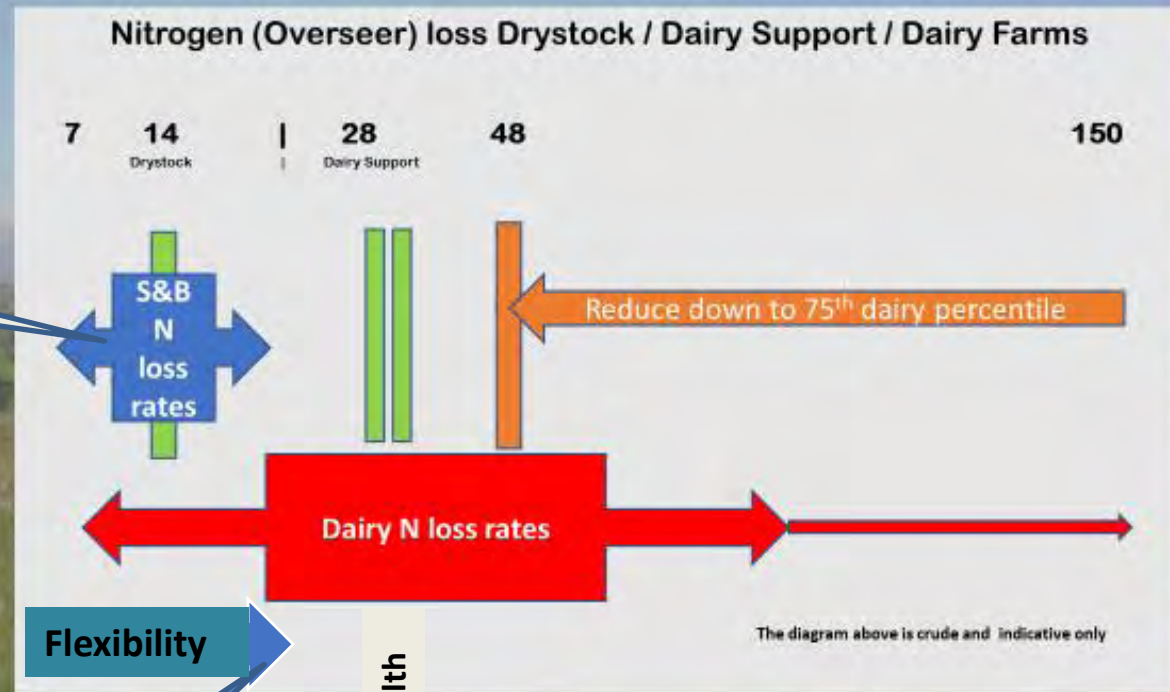 Nitrogen (Overseer) loss Drystock / Dairy Support / Dairy Farms
7 14 | 28 48 150
Drystock | Dairy Support
S&B
N
loss
rates
Reduce down to 75th dairy percentile
Dairy N loss rates
The diagram above is crude and indicative only
Flexibility
lth